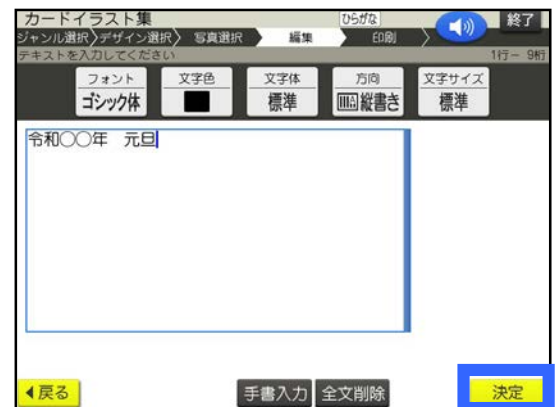 カードイラスト集 ひらがな 終了
ジャンル選択〉デザイン選択〉 写真選択 編集 印刷
テキストを入力してください 1行- 9桁
フォント 文字色 文字体 方向 文字サイズ
ゴシック体 標準 縦書き 標準
令和○○年 元旦
◀戻る 手書入力 全文削除 決定